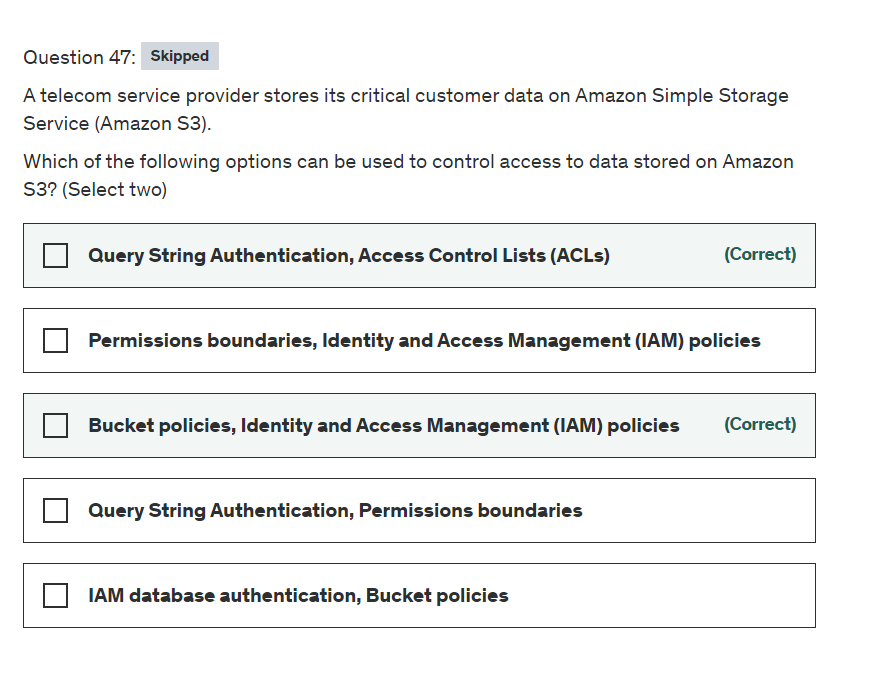 Question 47: Skipped
A telecom service provider stores its critical customer data on Amazon Simple Storage
Service (Amazon S3).
Which of the following options can be used to control access to data stored on Amazon
S3? (Select two)
Query String Authentication, Access Control Lists (ACLs) (Correct)
Permissions boundaries, Identity and Access Management (IAM) policies
Bucket policies, Identity and Access Management (IAM) policies (Correct)
Query String Authentication, Permissions boundaries
IAM database authentication, Bucket policies